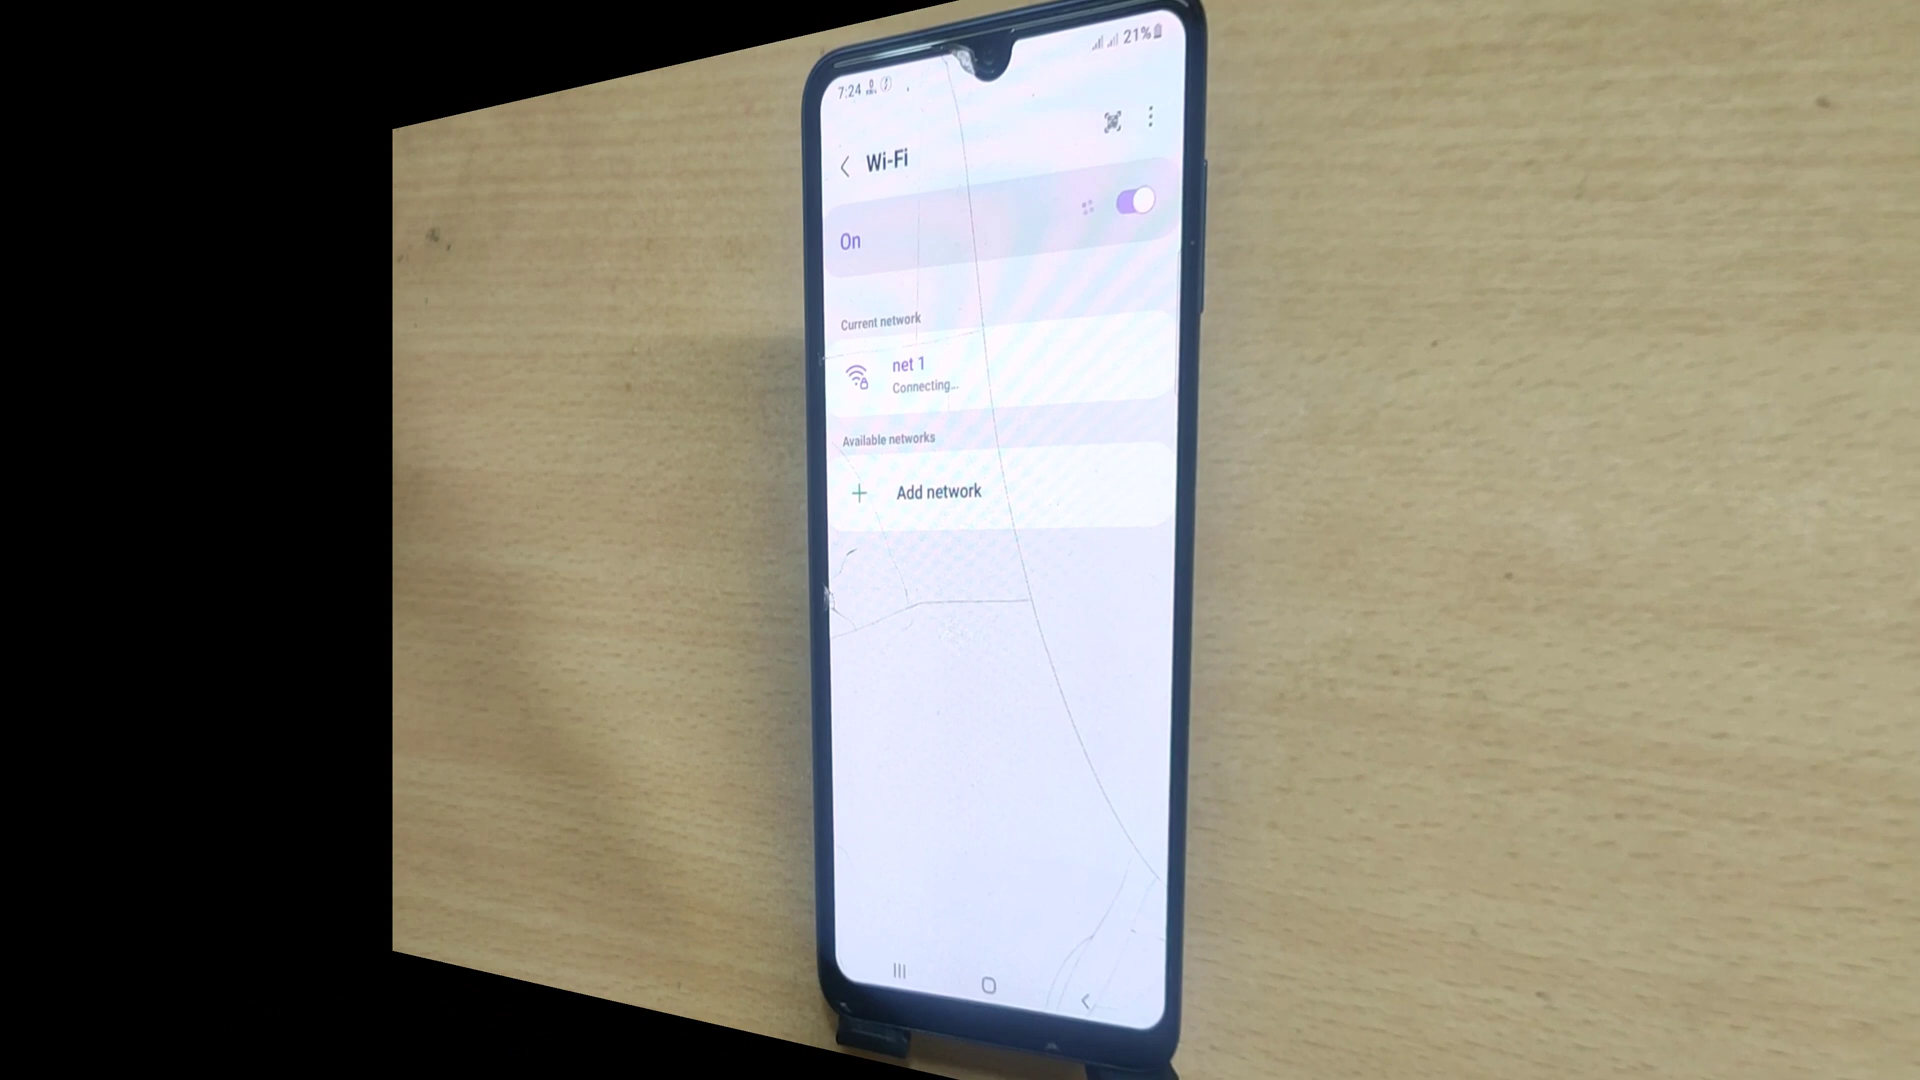 7:24
21%
Wi-Fi
On
Current network
net 1
Connecting...
Available networks
Add network